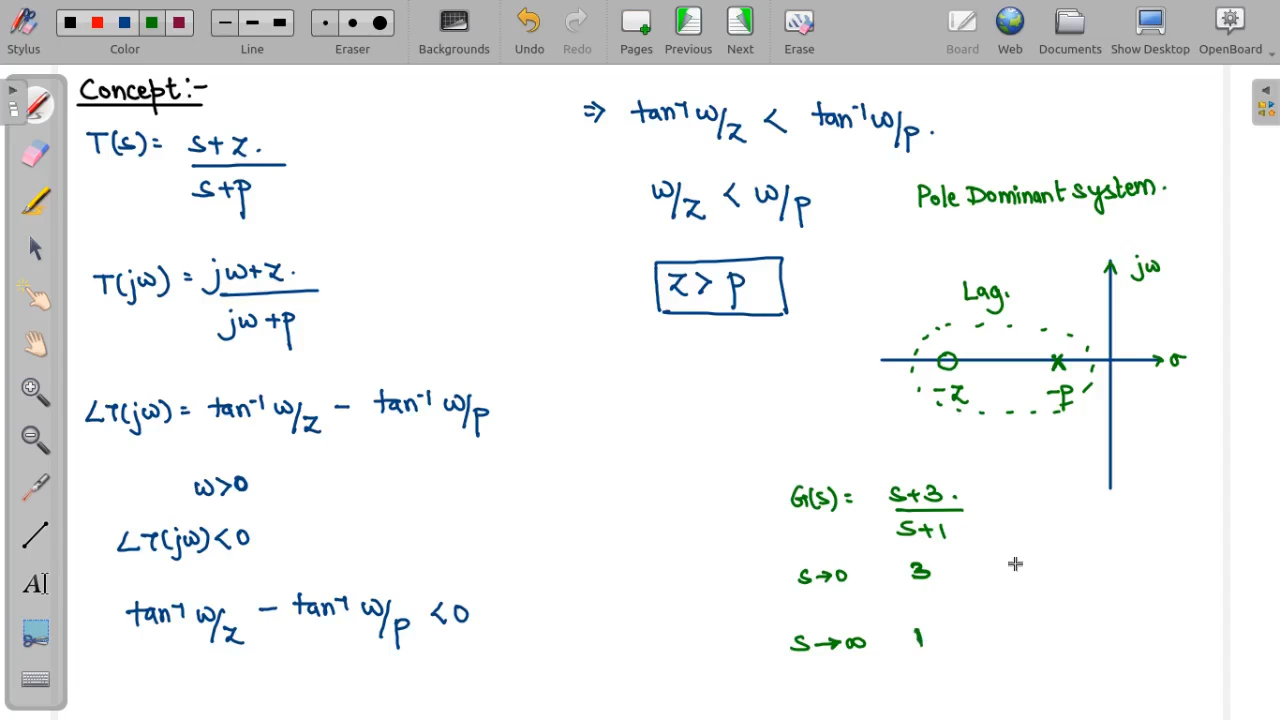 Stylus
Color
Line
Eraser
Backgrounds
Undo
Redo
Pages
Previous
Next
Erase
Board
Web
Documents
Show Desktop
OpenBoard
Concept:-
T(s) = s+z.
s+p
T(jω) = jω+z.
jω+p
∠T(jω) = tan⁻¹ ω/z - tan⁻¹ ω/p
ω>0
∠T(jω) < 0
tan⁻¹ ω/z - tan⁻¹ ω/p < 0
⇒ tan⁻¹ ω/z < tan⁻¹ ω/p.
ω/z < ω/p
z > p
Pole Dominant system.
jω
Lag.
σ
-z
-p
G(s) = s+3.
s+1
s→0 3
s→∞ 1
AI